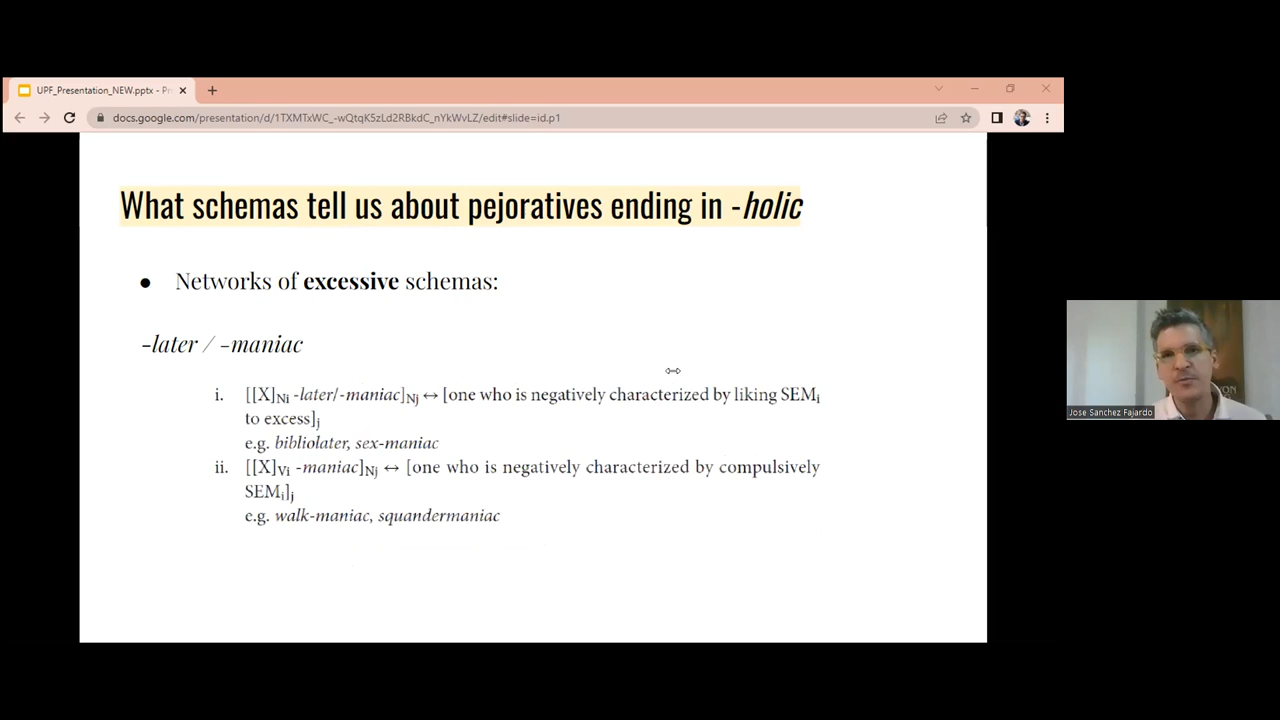 UPF_Presentation_NEW.pptx - Pr
docs.google.com/presentation/d/1TXMTxWC_-wQtqK5zLd2RBkdC_nYkWvLZ/edit#slide=id.p1
What schemas tell us about pejoratives ending in -holic
● Networks of excessive schemas:
-later / -maniac
i. [[X]Ni -later/-maniac]Nj ↔ [one who is negatively characterized by liking SEMi
to excess]j
e.g. bibliolater, sex-maniac
ii. [[X]Vi -maniac]Nj ↔ [one who is negatively characterized by compulsively
SEMi]j
e.g. walk-maniac, squandermaniac
Jose Sanchez Fajardo